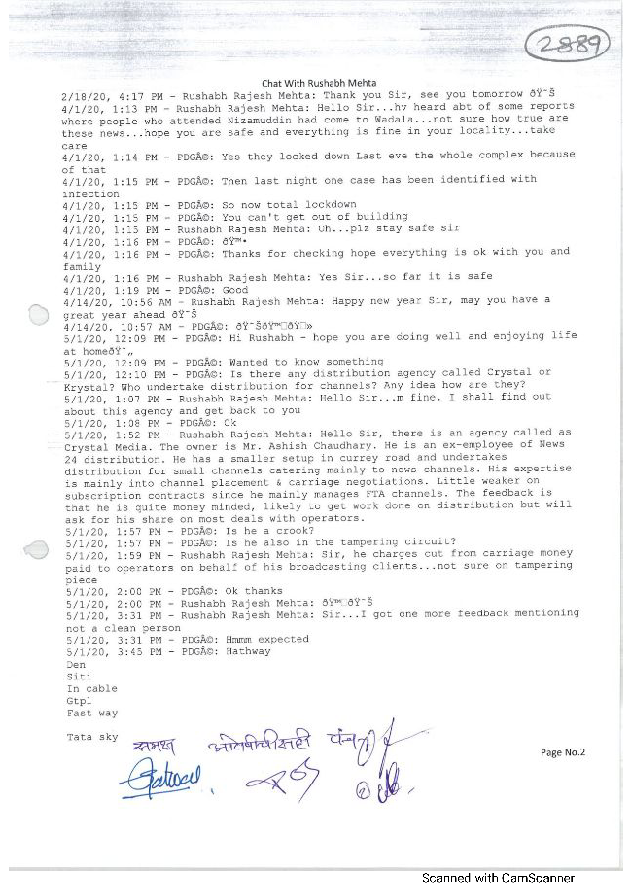 2889
Chat With Rushabh Mehta
2/18/20, 4:17 PM - Rushabh Rajesh Mehta: Thank you Sir, see you tomorrow ðŸ˜Š
4/1/20, 1:13 PM - Rushabh Rajesh Mehta: Hello Sir...hv heard abt of some reports
where people who attended Nizamuddin had come to Wadala...not sure how true are
these news...hope you are safe and everything is fine in your locality...take
care
4/1/20, 1:14 PM - PDGÂ©: Yes they locked down Last eve the whole complex because
of that
4/1/20, 1:15 PM - PDGÂ©: Then last night one case has been identified with
infection
4/1/20, 1:15 PM - PDGÂ©: So now total lockdown
4/1/20, 1:15 PM - PDGÂ©: You can't get out of building
4/1/20, 1:15 PM - Rushabh Rajesh Mehta: Oh...plz stay safe sir
4/1/20, 1:16 PM - PDGÂ©:
4/1/20, 1:16 PM - PDGÂ©: Thanks for checking hope everything is ok with you and
family
4/1/20, 1:16 PM - Rushabh Rajesh Mehta: Yes Sir...so far it is safe
4/1/20, 1:19 PM - PDGÂ©: Good
4/14/20, 10:56 AM - Rushabh Rajesh Mehta: Happy new year Sir, may you have a
great year ahead ðŸ˜Š
4/14/20, 10:57 AM - PDGÂ©:
5/1/20, 12:09 PM - PDGÂ©: Hi Rushabh - hope you are doing well and enjoying life
at homeðŸ˜„
5/1/20, 12:09 PM - PDGÂ©: Wanted to know something
5/1/20, 12:10 PM - PDGÂ©: Is there any distribution agency called Crystal or
Krystal? Who undertake distribution for channels? Any idea how are they?
5/1/20, 1:07 PM - Rushabh Rajesh Mehta: Hello Sir...m fine. I shall find out
about this agency and get back to you
5/1/20, 1:08 PM - PDGÂ©: Ok
5/1/20, 1:52 PM - Rushabh Rajesh Mehta: Hello Sir, there is an agency called as
Crystal Media. The owner is Mr. Ashish Chaudhary. He is an ex-employee of News
24 distribution. He has a smaller setup in currey road and undertakes
distribution for small channels catering mainly to news channels. His expertise
is mainly into channel placement & carriage negotiations. Little weaker on
subscription contracts since he mainly manages FTA channels. The feedback is
that he is quite money minded, likely to get work done on distribution but will
ask for his share on most deals with operators.
5/1/20, 1:57 PM - PDGÂ©: Is he a crook?
5/1/20, 1:57 PM - PDGÂ©: Is he also in the tampering circuit?
5/1/20, 1:59 PM - Rushabh Rajesh Mehta: Sir, he charges cut from carriage money
paid to operators on behalf of his broadcasting clients...not sure on tampering
piece
5/1/20, 2:00 PM - PDGÂ©: Ok thanks
5/1/20, 2:00 PM - Rushabh Rajesh Mehta:
5/1/20, 3:31 PM - Rushabh Rajesh Mehta: Sir...I got one more feedback mentioning
not a clean person
5/1/20, 3:31 PM - PDGÂ©: Hmmm expected
5/1/20, 3:45 PM - PDGÂ©: Hathway
Den
Siti
In cable
Gtpl
Fast way
Tata sky
समक्ष
पंच
Page No.2
Scanned with CamScanner